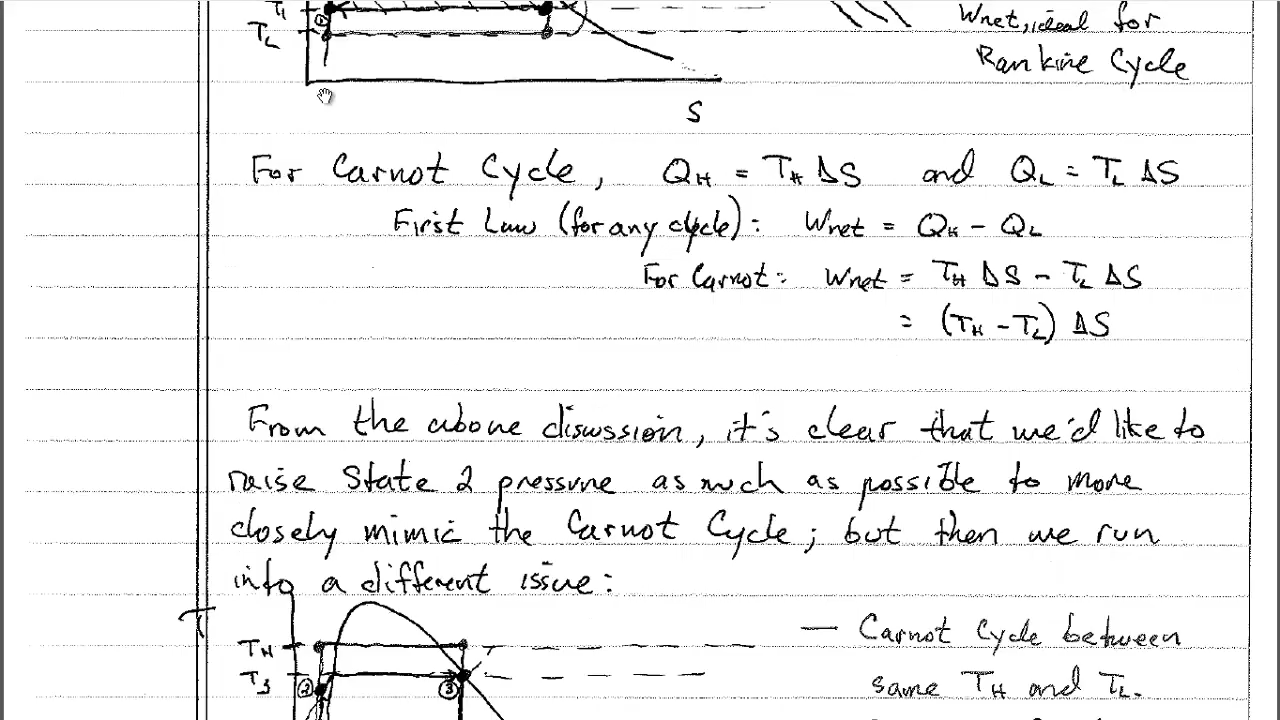 TL
Wnet, ideal for
Rankine Cycle
S
For Carnot Cycle, QH = TH ΔS and QL = TL ΔS
First Law (for any cycle): Wnet = QH - QL
For Carnot: Wnet = TH ΔS - TL ΔS
= (TH - TL) ΔS
From the above discussion, it's clear that we'd like to
raise State 2 pressure as much as possible to more
closely mimic the Carnot Cycle; but then we run
into a different issue:
T
TH
T3
② ③
— Carnot Cycle between
same TH and TL.